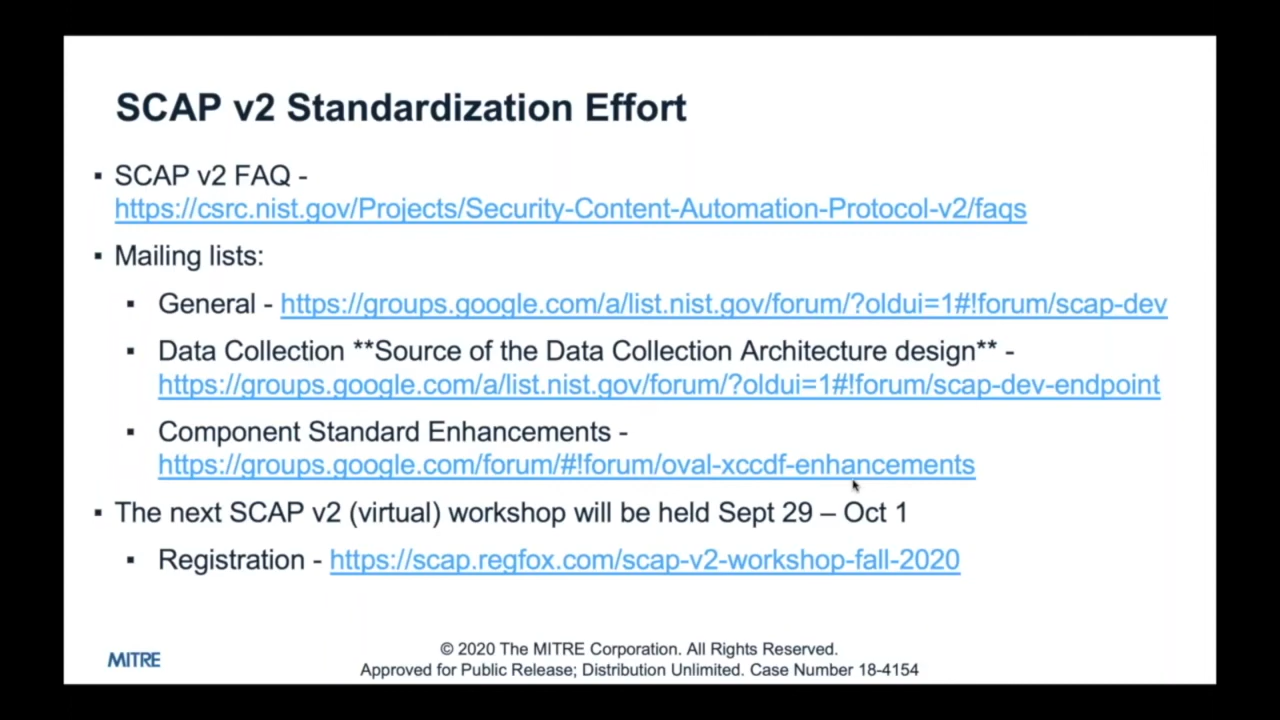 SCAP v2 Standardization Effort
▪ SCAP v2 FAQ -
https://csrc.nist.gov/Projects/Security-Content-Automation-Protocol-v2/faqs
▪ Mailing lists:
▪ General - https://groups.google.com/a/list.nist.gov/forum/?oldui=1#!forum/scap-dev
▪ Data Collection **Source of the Data Collection Architecture design** -
https://groups.google.com/a/list.nist.gov/forum/?oldui=1#!forum/scap-dev-endpoint
▪ Component Standard Enhancements -
https://groups.google.com/forum/#!forum/oval-xccdf-enhancements
▪ The next SCAP v2 (virtual) workshop will be held Sept 29 – Oct 1
▪ Registration - https://scap.regfox.com/scap-v2-workshop-fall-2020
© 2020 The MITRE Corporation. All Rights Reserved.
MITRE
Approved for Public Release; Distribution Unlimited. Case Number 18-4154